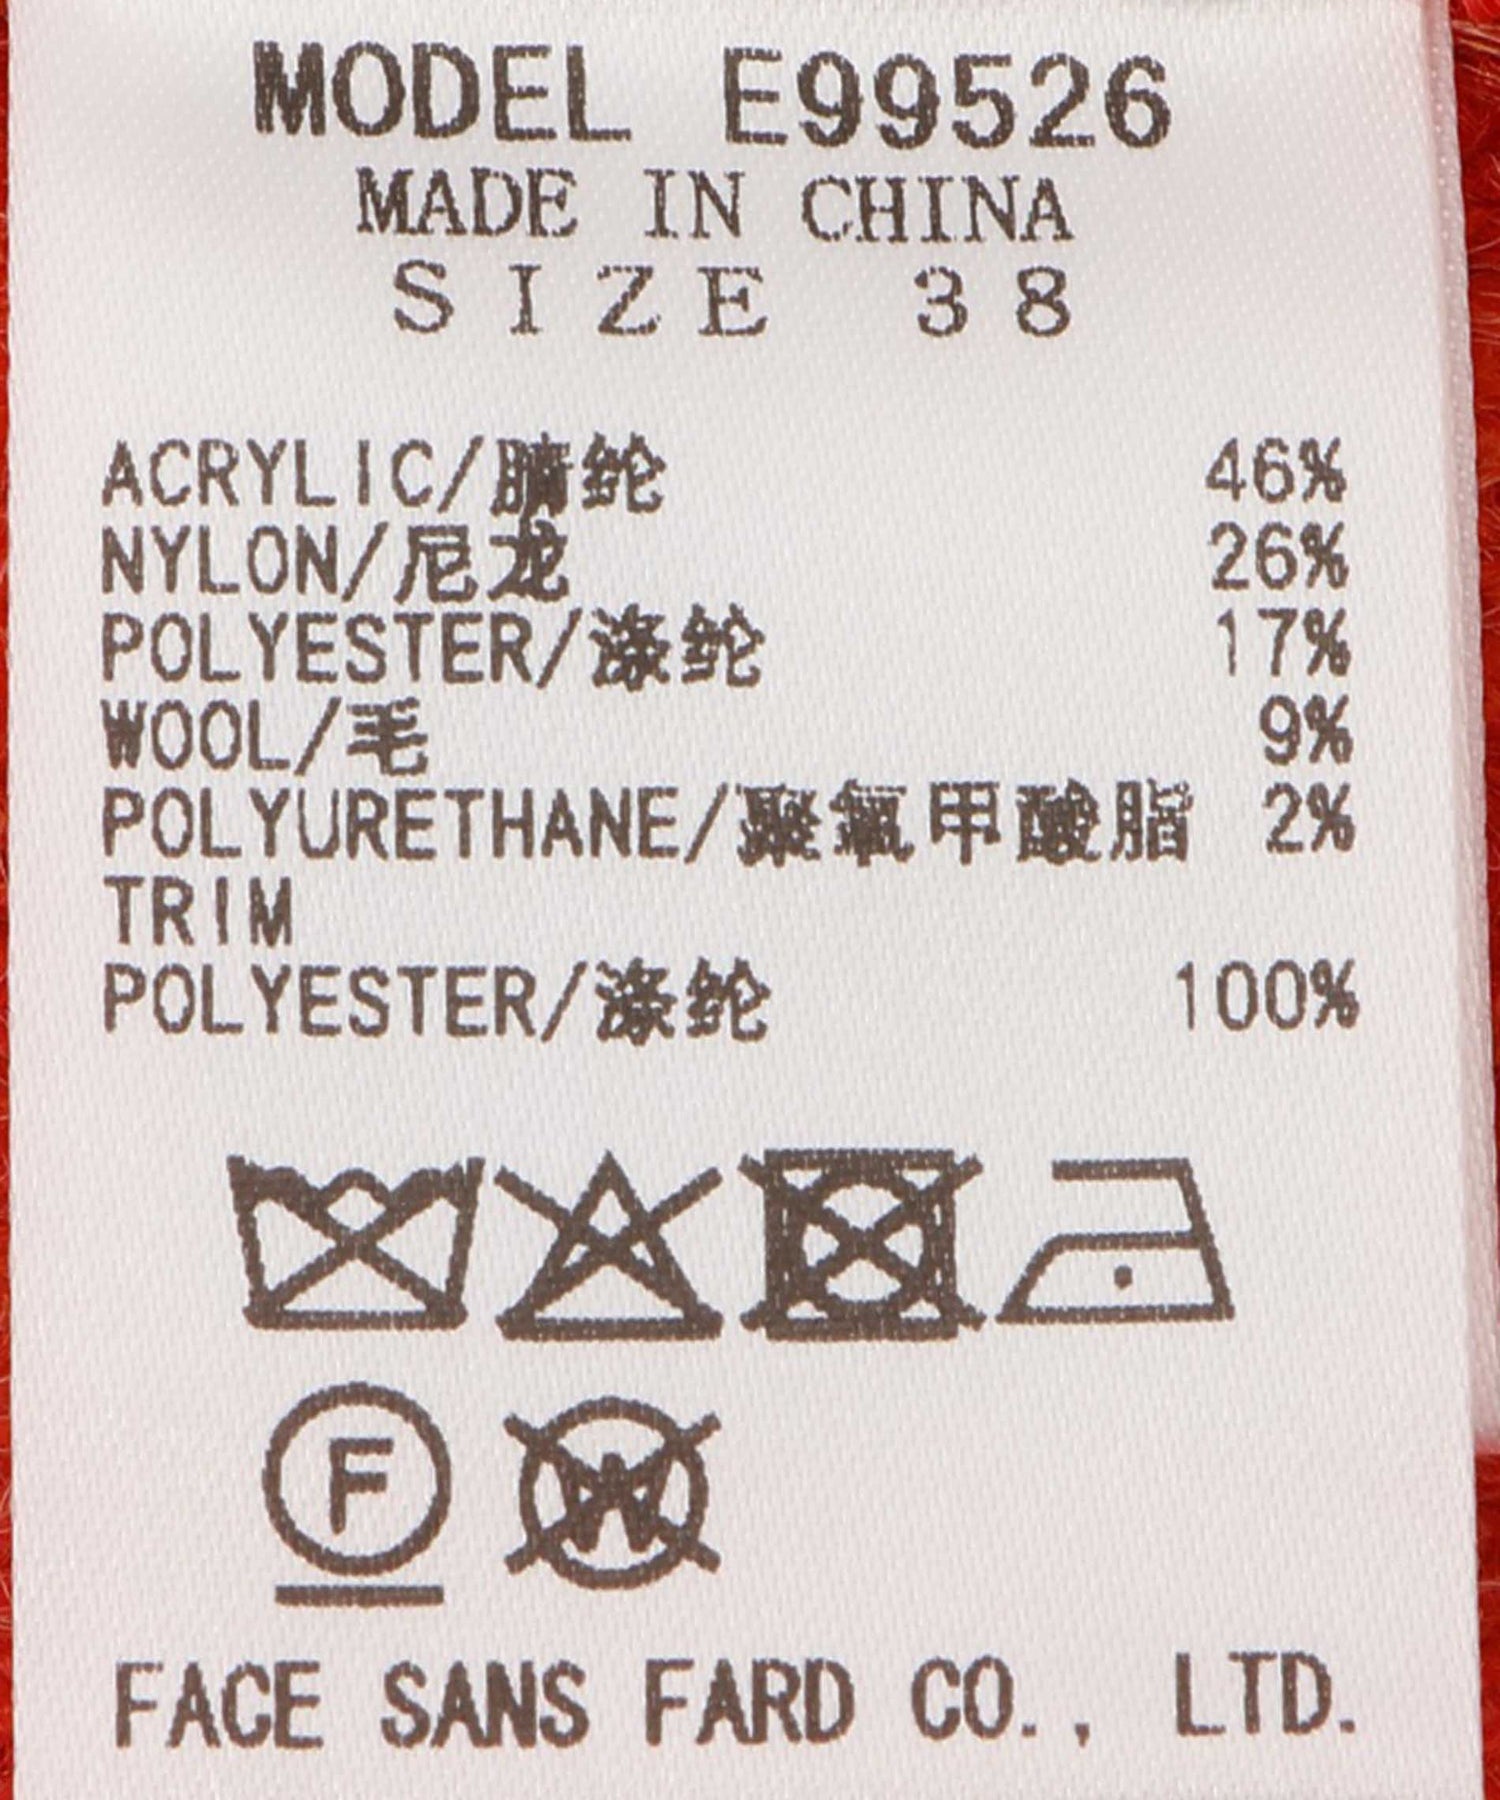 MODEL E99526
MADE IN CHINA
SIZE 38
ACRYLIC/腈纶 46%
NYLON/尼龙 26%
POLYESTER/涤纶 17%
WOOL/毛 9%
POLYURETHANE/聚氨甲酸脂 2%
TRIM
POLYESTER/涤纶 100%
F W
FACE SANS FARD CO., LTD.